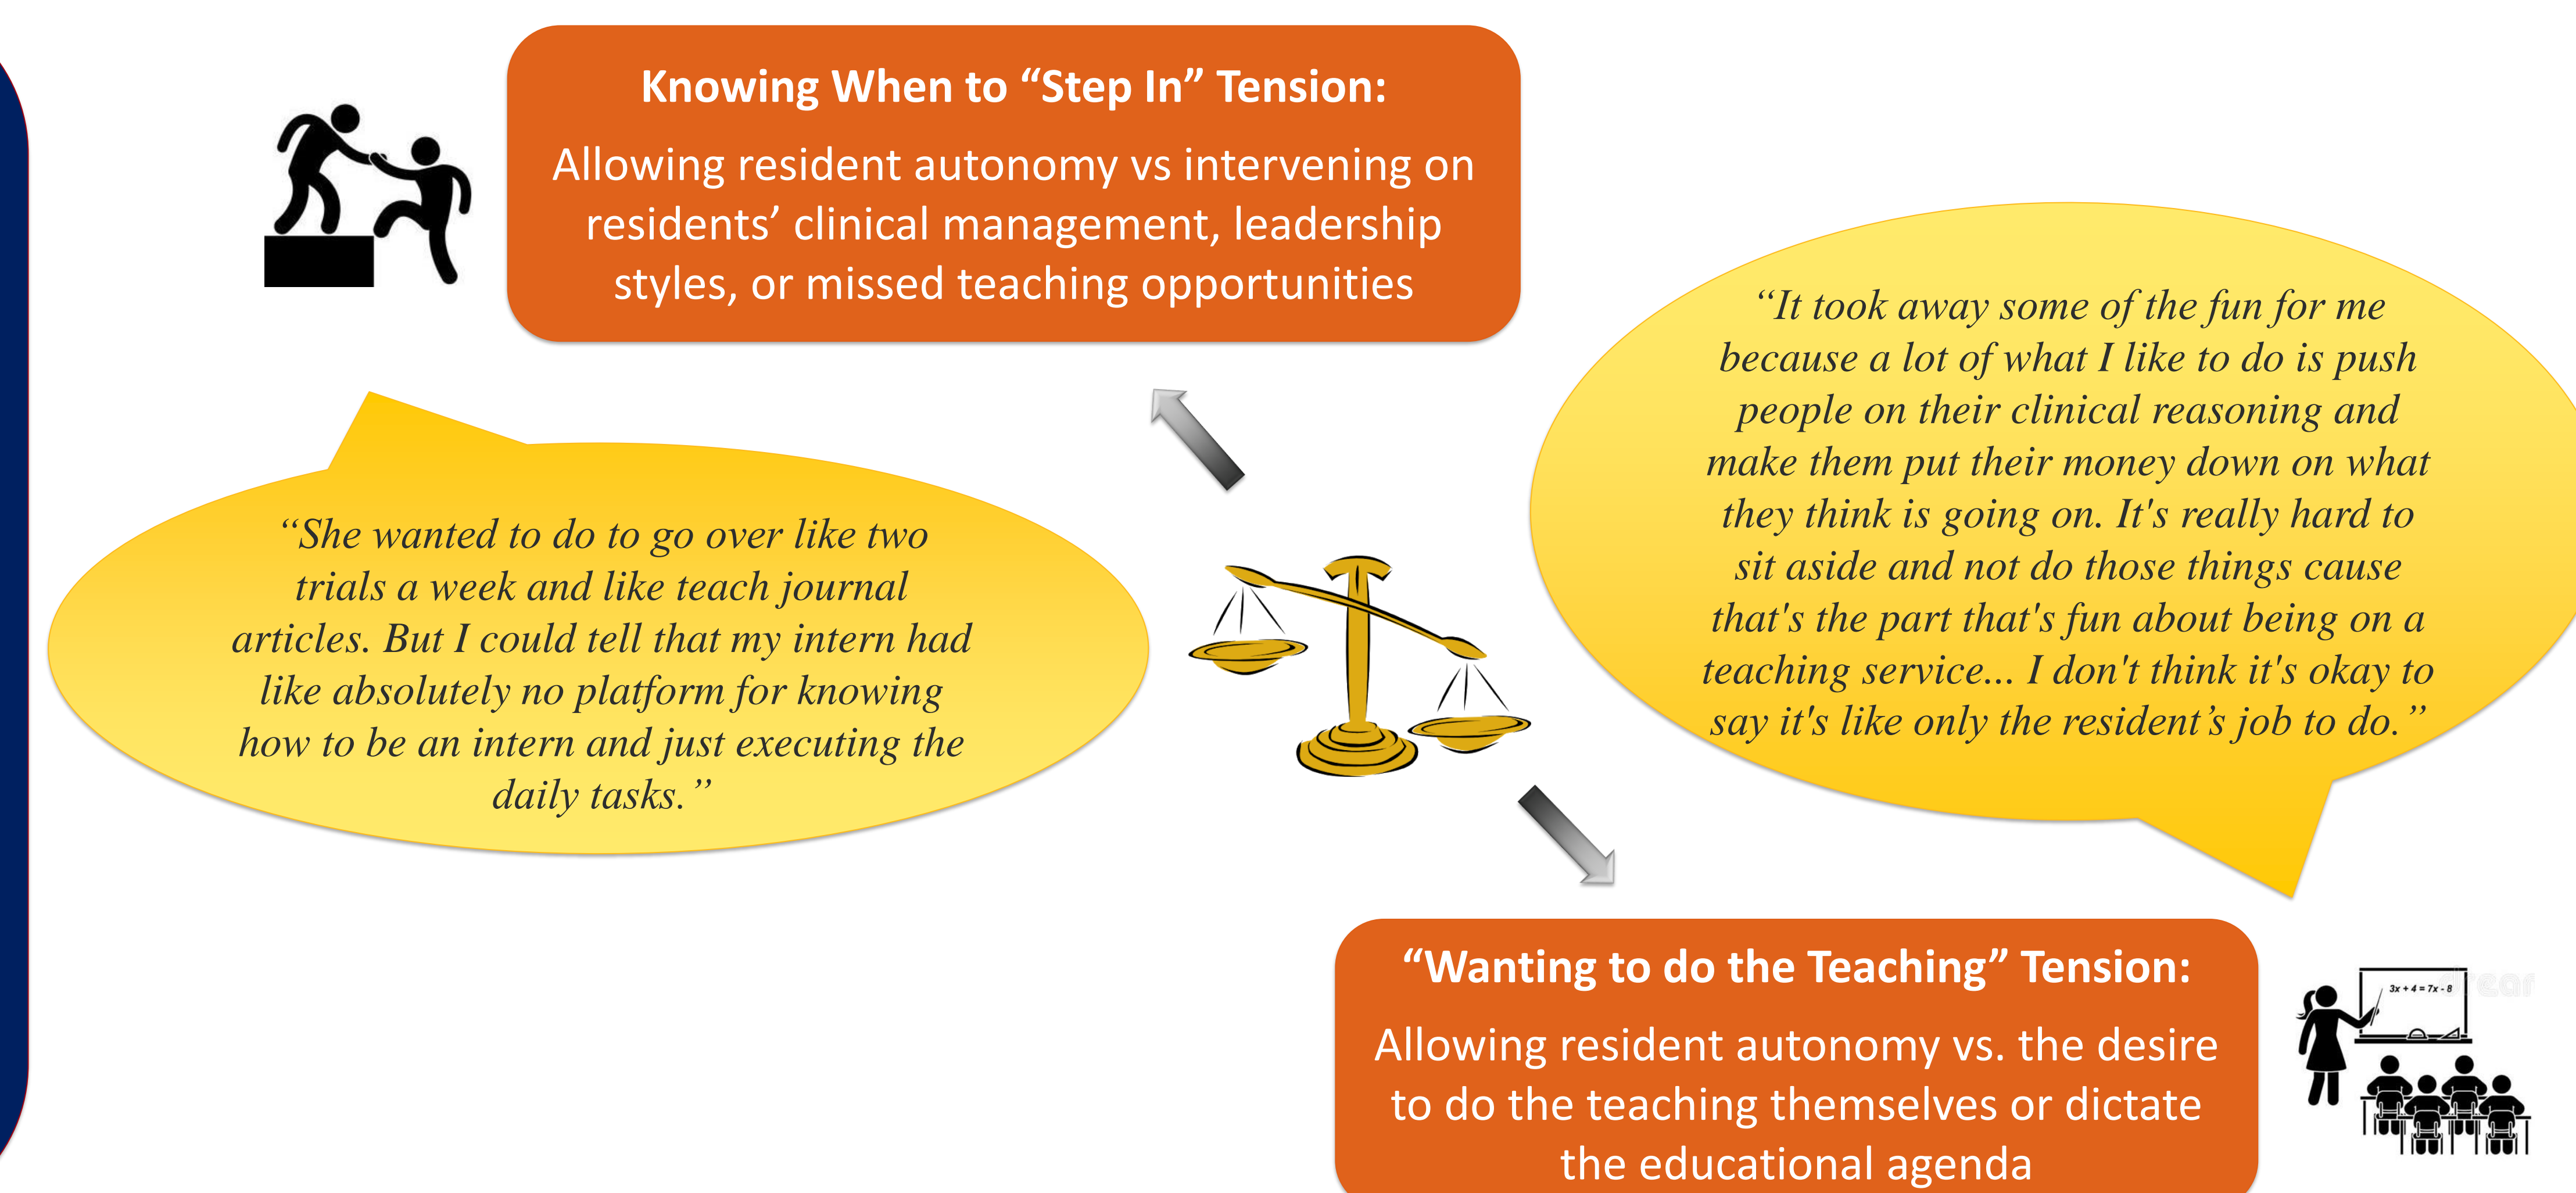 Knowing When to “Step In” Tension:
Allowing resident autonomy vs intervening on
residents’ clinical management, leadership
styles, or missed teaching opportunities
“She wanted to do to go over like two
trials a week and like teach journal
articles. But I could tell that my intern had
like absolutely no platform for knowing
how to be an intern and just executing the
daily tasks.”
“It took away some of the fun for me
because a lot of what I like to do is push
people on their clinical reasoning and
make them put their money down on what
they think is going on. It's really hard to
sit aside and not do those things cause
that's the part that's fun about being on a
teaching service... I don't think it's okay to
say it's like only the resident’s job to do.”
“Wanting to do the Teaching” Tension:
Allowing resident autonomy vs. the desire
to do the teaching themselves or dictate
the educational agenda
3x + 4 = 7x - 8